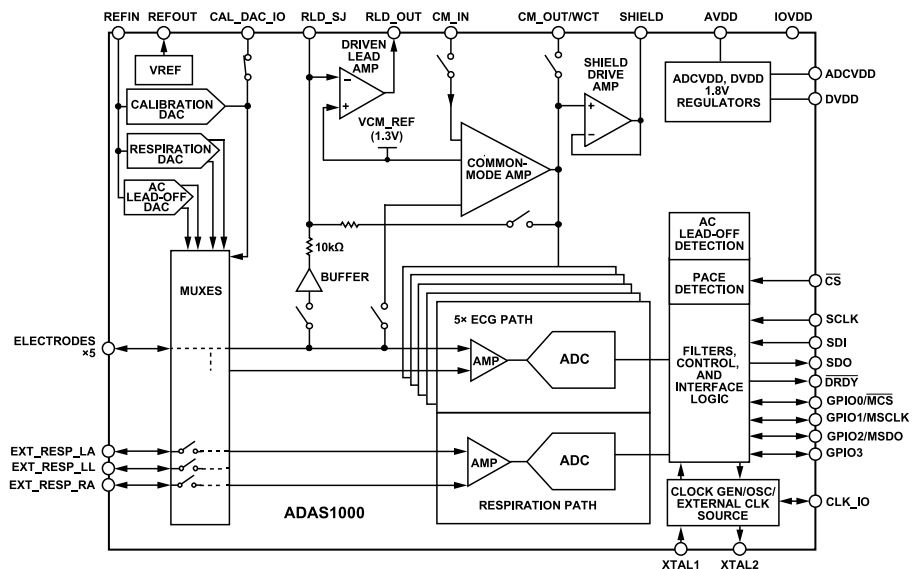 REFIN REFOUT CAL_DAC_IO RLD_SJ RLD_OUT CM_IN CM_OUT/WCT SHIELD AVDD IOVDD
VREF
DRIVEN
LEAD
AMP
–
+
SHIELD
DRIVE
AMP
+
–
ADCVDD, DVDD
1.8V
REGULATORS
ADCVDD
DVDD
CALIBRATION
DAC
RESPIRATION
DAC
AC
LEAD-OFF
DAC
VCM_REF
(1.3V)
COMMON-
MODE AMP
10kΩ
BUFFER
MUXES
AC
LEAD-OFF
DETECTION
PACE
DETECTION
FILTERS,
CONTROL,
AND
INTERFACE
LOGIC
5× ECG PATH
AMP
ADC
AMP
ADC
RESPIRATION PATH
ELECTRODES
×5
EXT_RESP_LA
EXT_RESP_LL
EXT_RESP_RA
CS
SCLK
SDI
SDO
DRDY
GPIO0/MCS
GPIO1/MSCLK
GPIO2/MSDO
GPIO3
CLOCK GEN/OSC/
EXTERNAL CLK
SOURCE
CLK_IO
ADAS1000
XTAL1 XTAL2